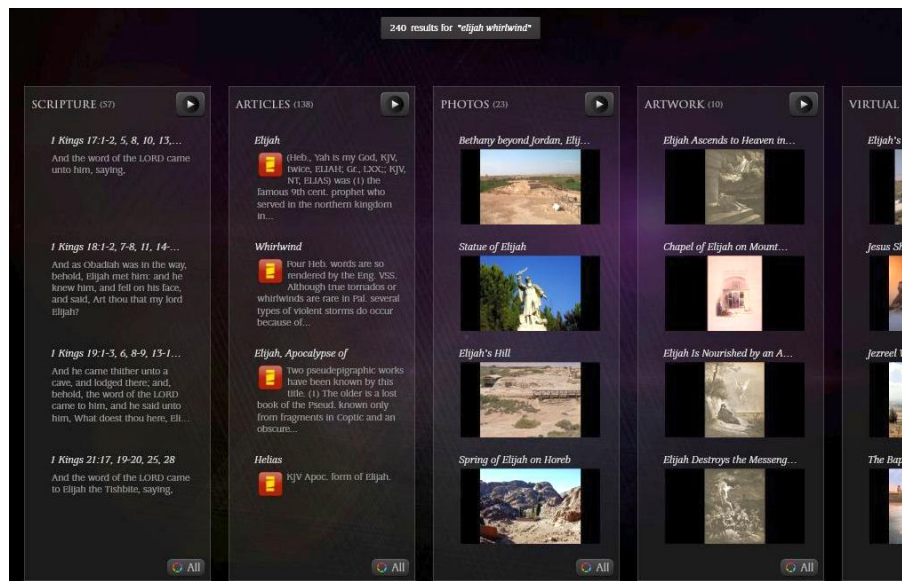 240 results for "elijah whirlwind"
SCRIPTURE (57)
1 Kings 17:1-2, 5, 8, 10, 13,...
And the word of the LORD came
unto him, saying,
1 Kings 18:1-2, 7-8, 11, 14-...
And as Obadiah was in the way,
behold, Elijah met him: and he
knew him, and fell on his face,
and said, Art thou that my lord
Elijah?
1 Kings 19:1-3, 6, 8-9, 13-1...
And he came thither unto a
cave, and lodged there; and,
behold, the word of the LORD
came to him, and he said unto
him, What doest thou here, Eli...
1 Kings 21:17, 19-20, 25, 28
And the word of the LORD came
to Elijah the Tishbite, saying,
All
ARTICLES (138)
Elijah
(Heb., Yah is my God, KJV,
twice, ELIAH; Gr., LXX;; KJV,
NT, ELIAS) was (1) the
famous 9th cent. prophet who
served in the northern kingdom
in...
Whirlwind
Four Heb. words are so
rendered by the Eng. VSS.
Although true tornados or
whirlwinds are rare in Pal. several
types of violent storms do occur
because of...
Elijah, Apocalypse of
Two pseudepigraphic works
have been known by this
title. (1) The older is a lost
book of the Pseud. known only
from fragments in Coptic and an
obscure...
Helias
KJV Apoc. form of Elijah.
All
PHOTOS (23)
Bethany beyond Jordan, Elij...
Statue of Elijah
Elijah's Hill
Spring of Elijah on Horeb
All
ARTWORK (10)
Elijah Ascends to Heaven in...
Chapel of Elijah on Mount...
Elijah Is Nourished by an A...
Elijah Destroys the Messeng...
All
VIRTUAL
Elijah's
Jesus Sh
Jezreel V
The Bap